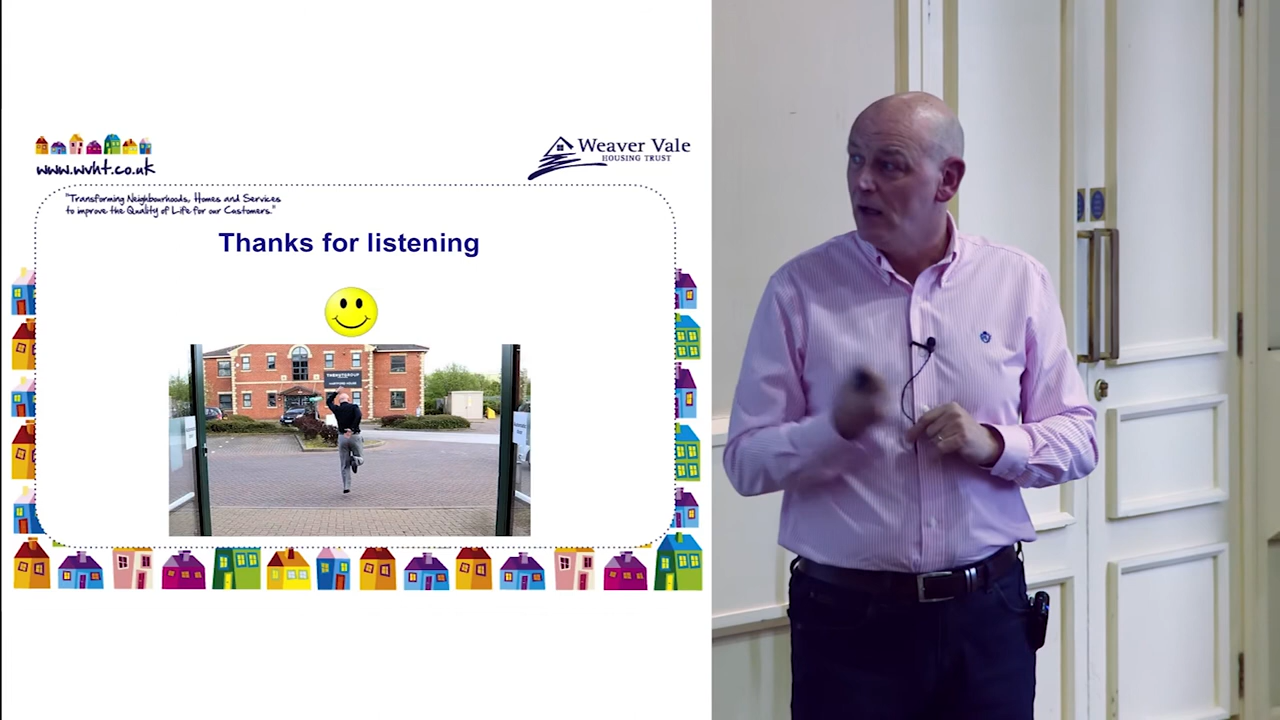 www.wvht.co.uk
Weaver Vale
HOUSING TRUST
"Transforming Neighbourhoods, Homes and Services
to improve the Quality of Life for our Customers."
Thanks for listening